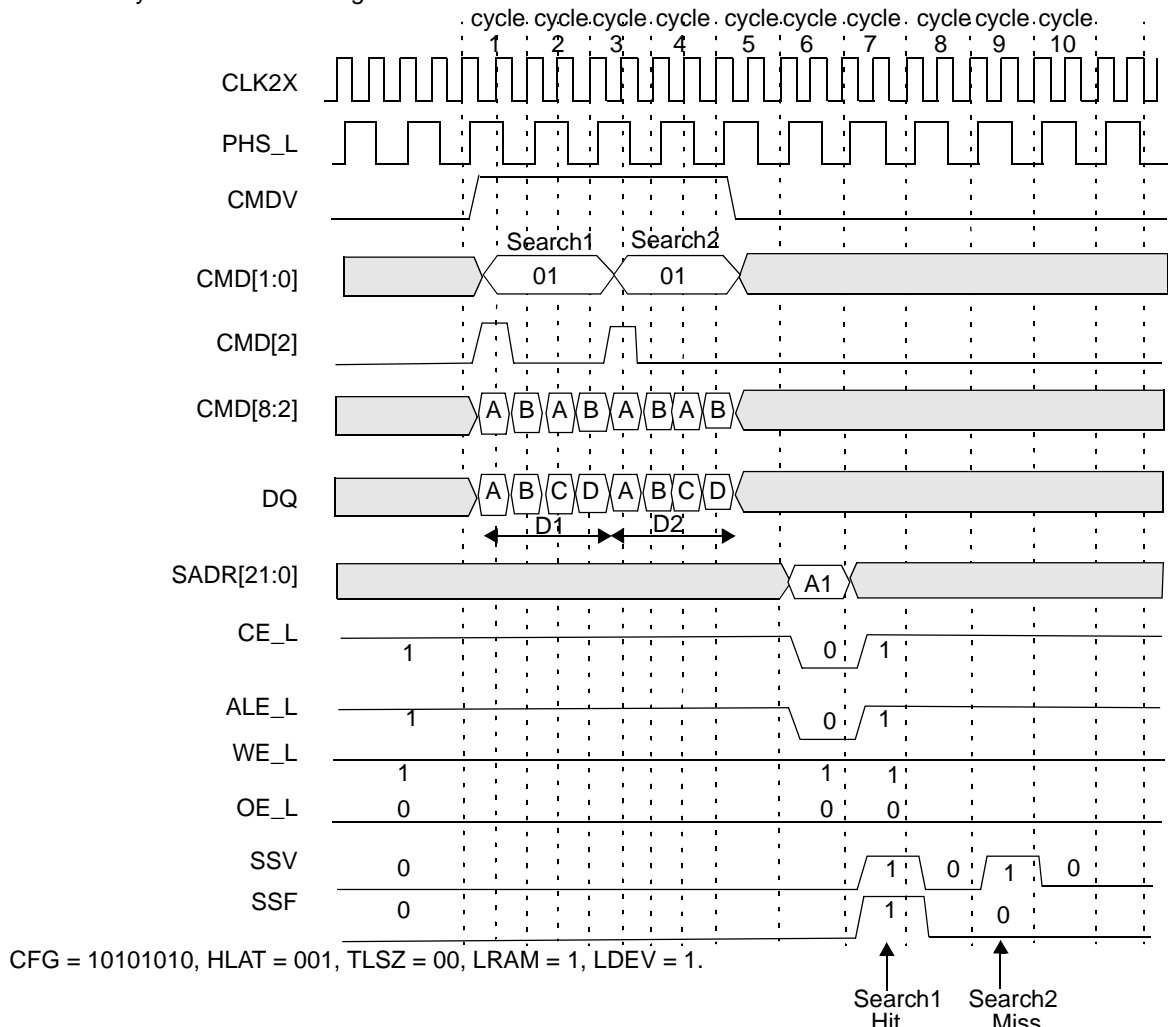 cycle cycle cycle cycle cycle cycle cycle cycle cycle cycle
1 2 3 4 5 6 7 8 9 10
CLK2X
PHS_L
CMDV
Search1 Search2
CMD[1:0] 01 01
CMD[2]
CMD[8:2] A B A B A B A B
DQ A B C D A B C D
D1 D2
SADR[21:0] A1
CE_L 1 0 1
ALE_L 1 0 1
WE_L 1 1 1
OE_L 0 0 0
SSV 0 1 0 1 0
SSF 0 1 0
CFG = 10101010, HLAT = 001, TLSZ = 00, LRAM = 1, LDEV = 1.
Search1 Search2
Hit Miss